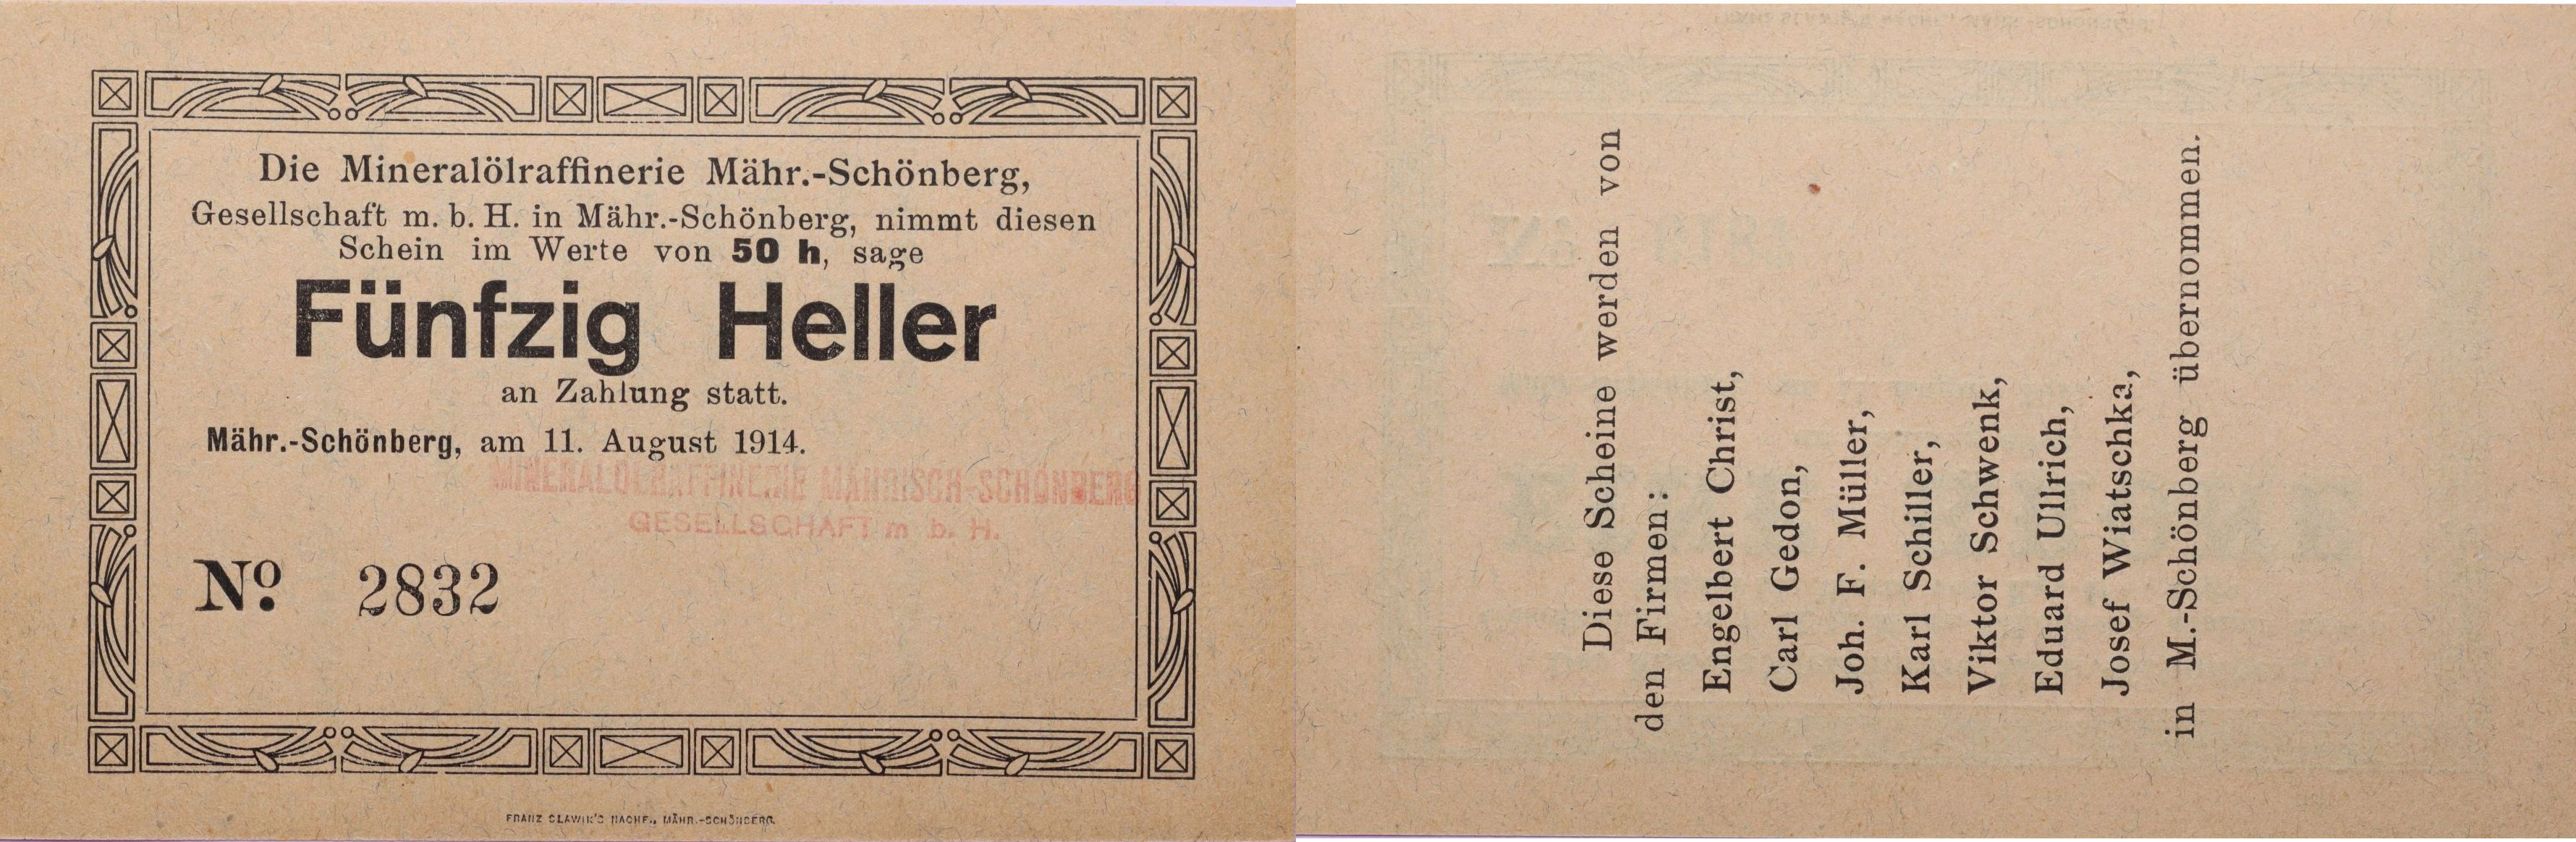 Die Mineralölraffinerie Mähr.-Schönberg,
Gesellschaft m. b. H. in Mähr.-Schönberg, nimmt diesen
Schein im Werte von 50 h, sage
Fünfzig Heller
an Zahlung statt.
Mähr.-Schönberg, am 11. August 1914.
MINERALÖLRAFFINERIE MÄHRISCH-SCHÖNBERG
GESELLSCHAFT m. b. H.
No. 2832
FRANZ SLAWIK'S NACHF., MÄHR.-SCHÖNBERG.
Diese Scheine werden von
den Firmen:
Engelbert Christ,
Carl Gedon,
Joh. F. Müller,
Karl Schiller,
Viktor Schwenk,
Eduard Ullrich,
Josef Wiatschka,
in M.-Schönberg übernommen.